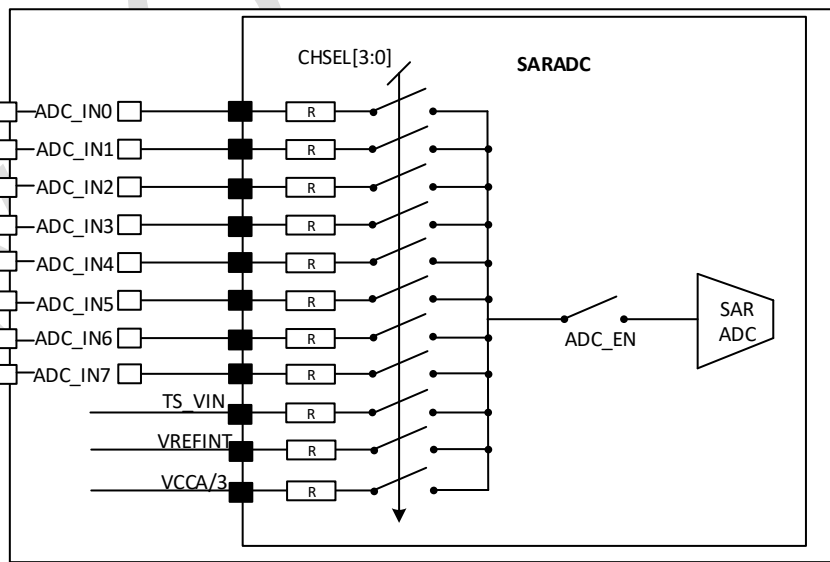 CHSEL[3:0]
SARADC
ADC_IN0
R
ADC_IN1
R
ADC_IN2
R
ADC_IN3
R
ADC_IN4
R
ADC_IN5
R
ADC_IN6
R
ADC_IN7
R
TS_VIN
R
VREFINT
R
VCCA/3
R
ADC_EN
SAR
ADC